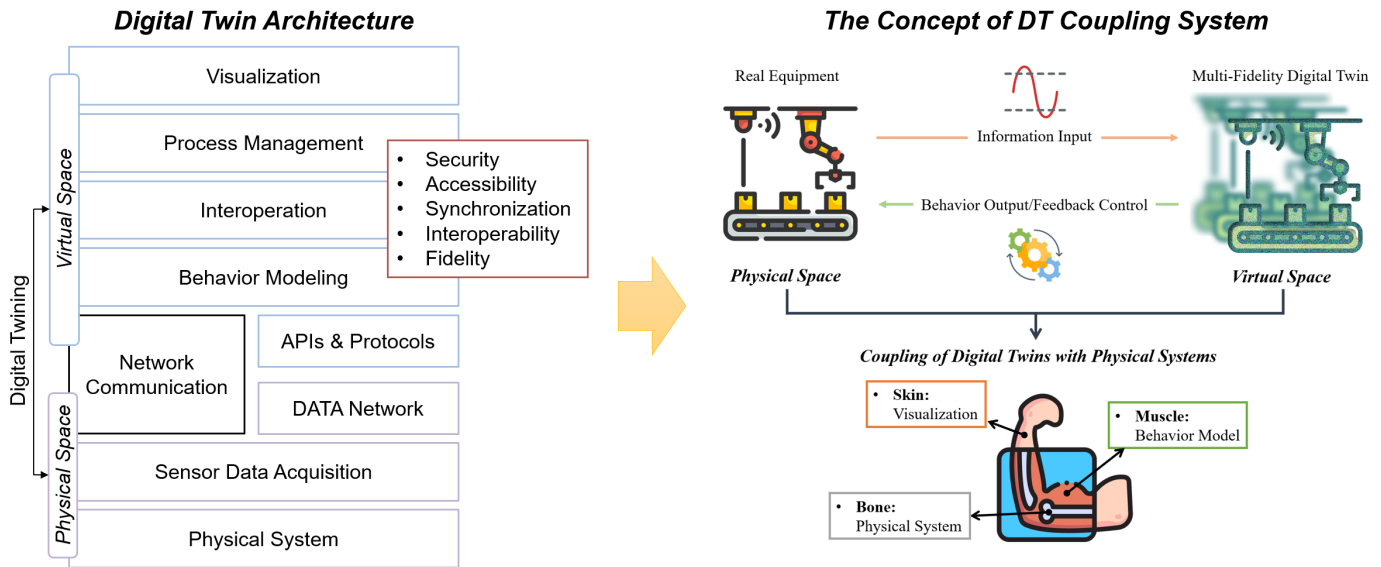 Digital Twin Architecture
Visualization
Process Management
Interoperation
Behavior Modeling
• Security
• Accessibility
• Synchronization
• Interoperability
• Fidelity
Virtual Space
Digital Twining
Physical Space
Network
Communication
APIs & Protocols
DATA Network
Sensor Data Acquisition
Physical System
The Concept of DT Coupling System
Real Equipment
Multi-Fidelity Digital Twin
Information Input
Behavior Output/Feedback Control
Physical Space
Virtual Space
Coupling of Digital Twins with Physical Systems
• Skin:
Visualization
• Muscle:
Behavior Model
• Bone:
Physical System